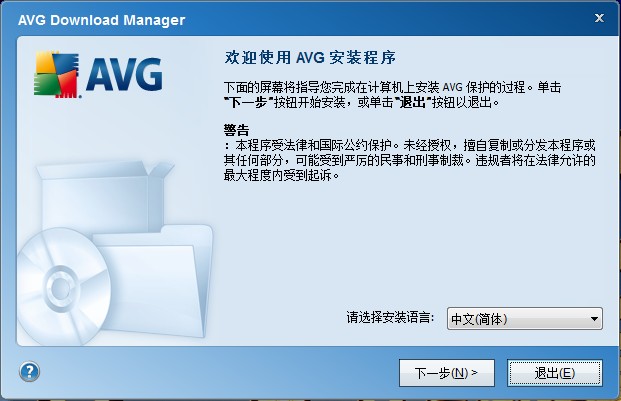 AVG Download Manager
x
AVG
欢迎使用 AVG 安装程序
下面的屏幕将指导您完成在计算机上安装 AVG 保护的过程。单击
“下一步”按钮开始安装，或单击“退出”按钮以退出。
警告
：本程序受法律和国际公约保护。未经授权，擅自复制或分发本程序或
其任何部分，可能受到严厉的民事和刑事制裁。违规者将在法律允许的
最大程度内受到起诉。
请选择安装语言:
中文(简体)
?
下一步(N) >
退出(E)